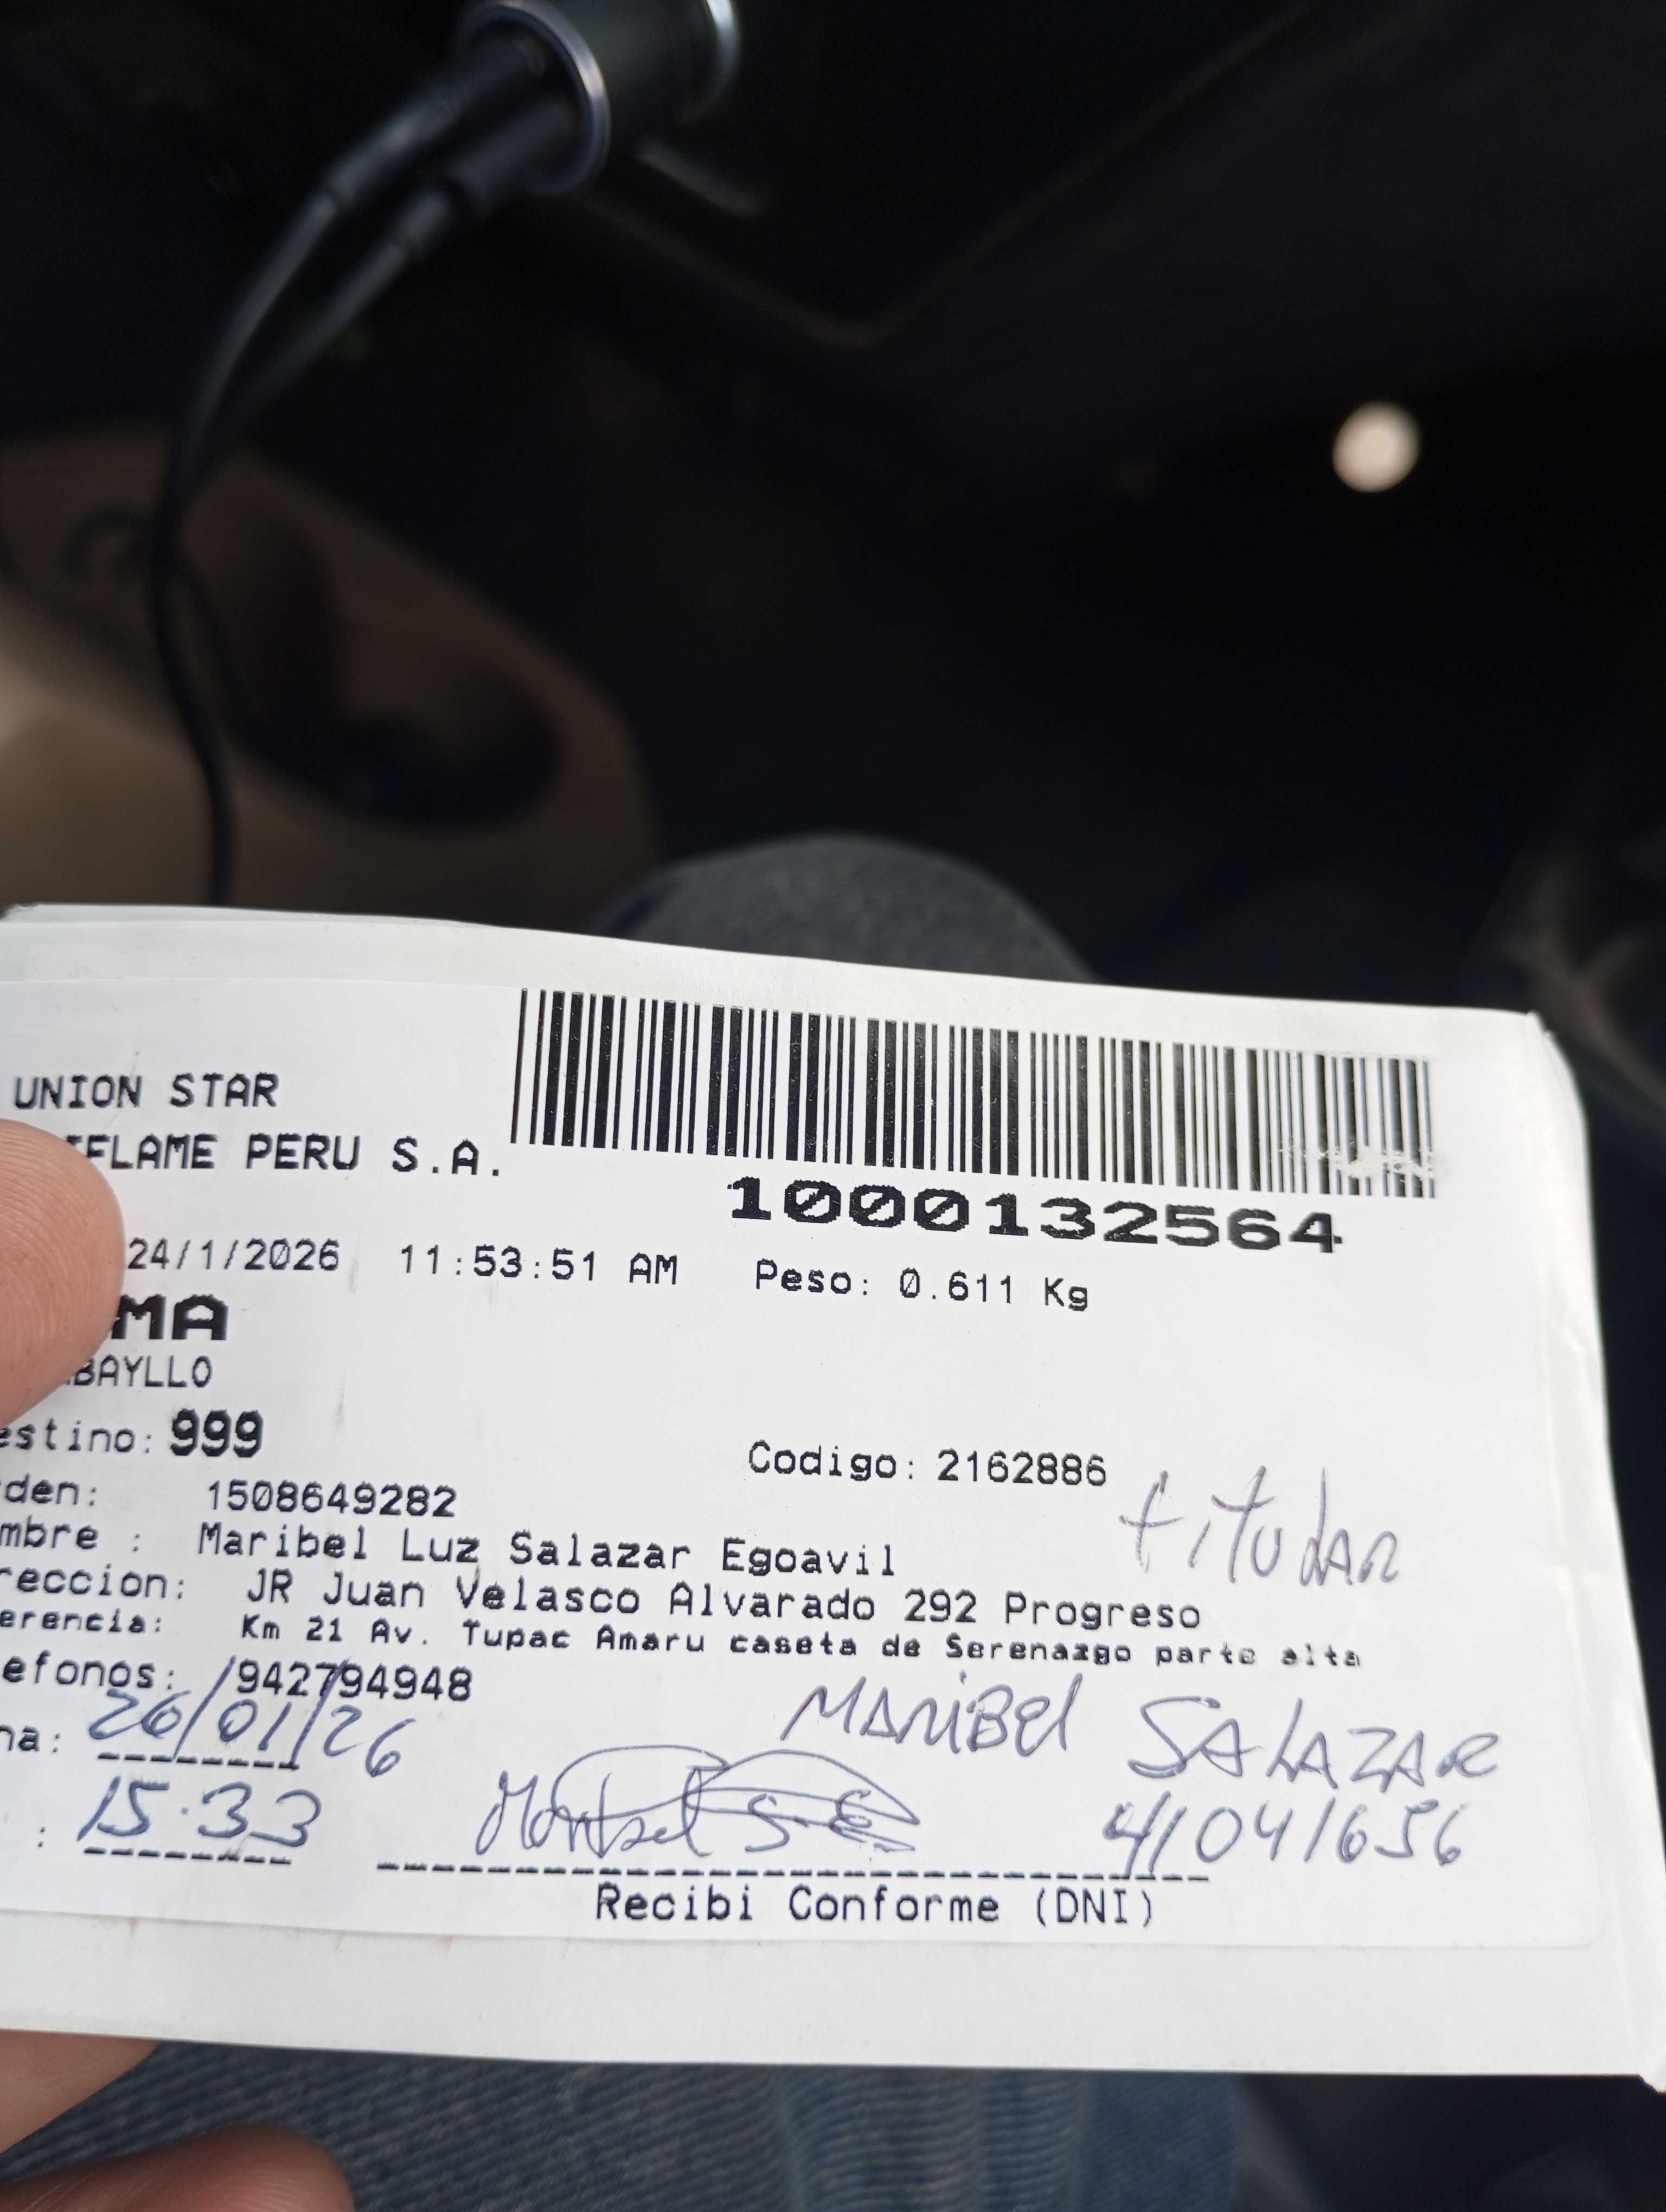 UNION STAR
FLAME PERU S.A.
1000132564
24/1/2026 11:53:51 AM Peso: 0.611 Kg
MA
BAYLLO
estino: 999
Codigo: 2162886
den: 1508649282
titular
mbre : Maribel Luz Salazar Egoavil
reccion: JR Juan Velasco Alvarado 292 Progreso
erencia: Km 21 Av. Tupac Amaru caseta de Serenazgo parte alta
efonos: /942794948
MARIBEl SALAZAR
na: 26/01/26
: 15:33
41041656
Recibi Conforme (DNI)